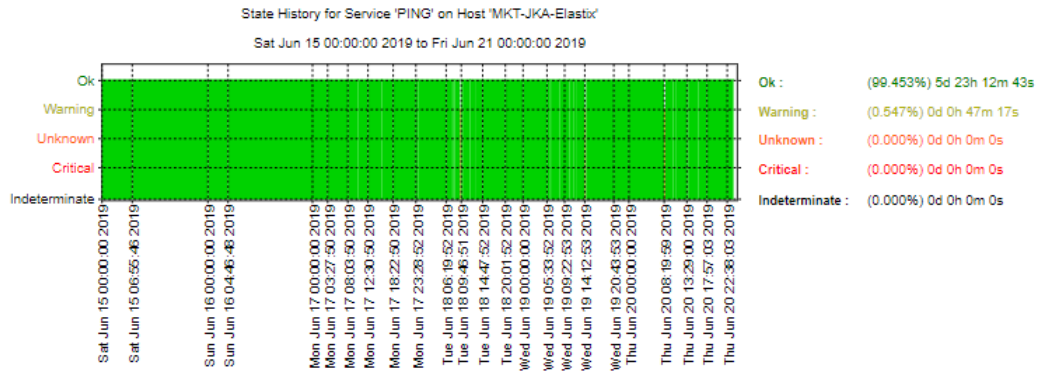 State History for Service 'PING' on Host 'MKT-JKA-Elastix'
Sat Jun 15 00:00:00 2019 to Fri Jun 21 00:00:00 2019
Ok
Warning
Unknown
Critical
Indeterminate
Ok : (99.453%) 5d 23h 12m 43s
Warning : (0.547%) 0d 0h 47m 17s
Unknown : (0.000%) 0d 0h 0m 0s
Critical : (0.000%) 0d 0h 0m 0s
Indeterminate : (0.000%) 0d 0h 0m 0s
Sat Jun 15 00:00:00 2019
Sat Jun 15 06:55:46 2019
Sun Jun 16 00:00:00 2019
Sun Jun 16 04:46:48 2019
Mon Jun 17 00:00:00 2019
Mon Jun 17 03:27:50 2019
Mon Jun 17 08:03:50 2019
Mon Jun 17 12:30:50 2019
Mon Jun 17 18:22:50 2019
Mon Jun 17 23:28:52 2019
Tue Jun 18 06:19:52 2019
Tue Jun 18 09:46:51 2019
Tue Jun 18 14:47:52 2019
Tue Jun 18 20:01:52 2019
Wed Jun 19 00:00:00 2019
Wed Jun 19 05:33:52 2019
Wed Jun 19 09:22:53 2019
Wed Jun 19 14:12:53 2019
Wed Jun 19 20:43:53 2019
Thu Jun 20 00:00:00 2019
Thu Jun 20 08:19:59 2019
Thu Jun 20 13:29:00 2019
Thu Jun 20 17:57:03 2019
Thu Jun 20 22:38:03 2019